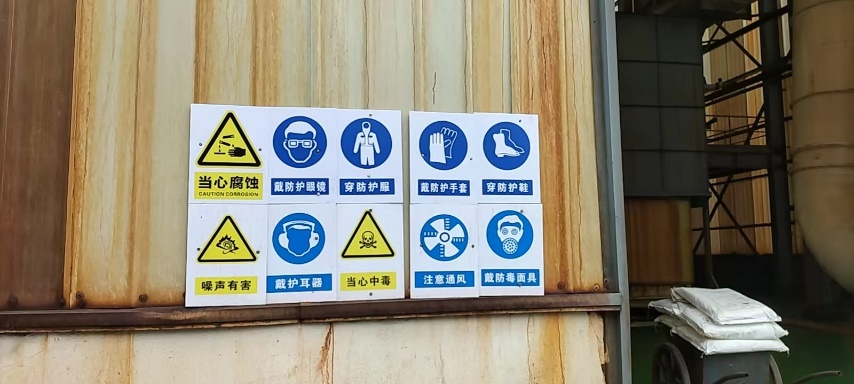 当心腐蚀
CAUTION CORROSION
戴防护眼镜
穿防护服
戴防护手套
穿防护鞋
噪声有害
戴护耳器
当心中毒
注意通风
戴防毒面具